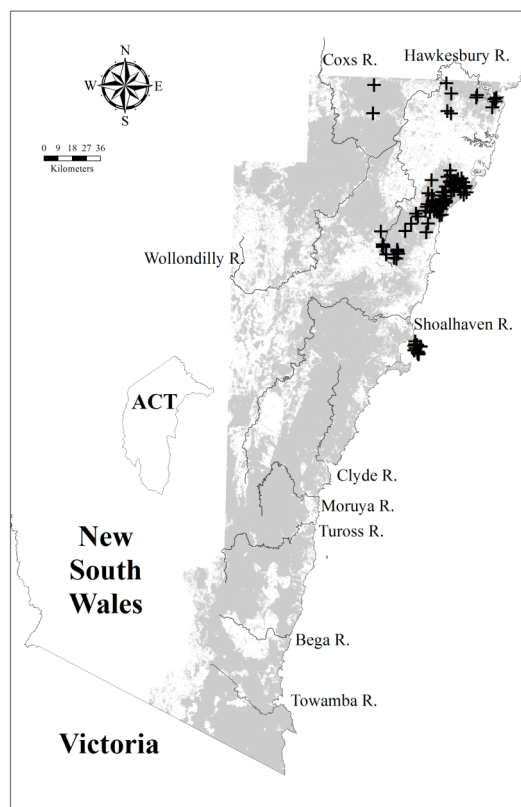 Coxs R.
Hawkesbury R.
N
W E
S
0 9 18 27 36
Kilometers
Wollondilly R.
Shoalhaven R.
ACT
Clyde R.
Moruya R.
Tuross R.
New
South
Wales
Bega R.
Towamba R.
Victoria